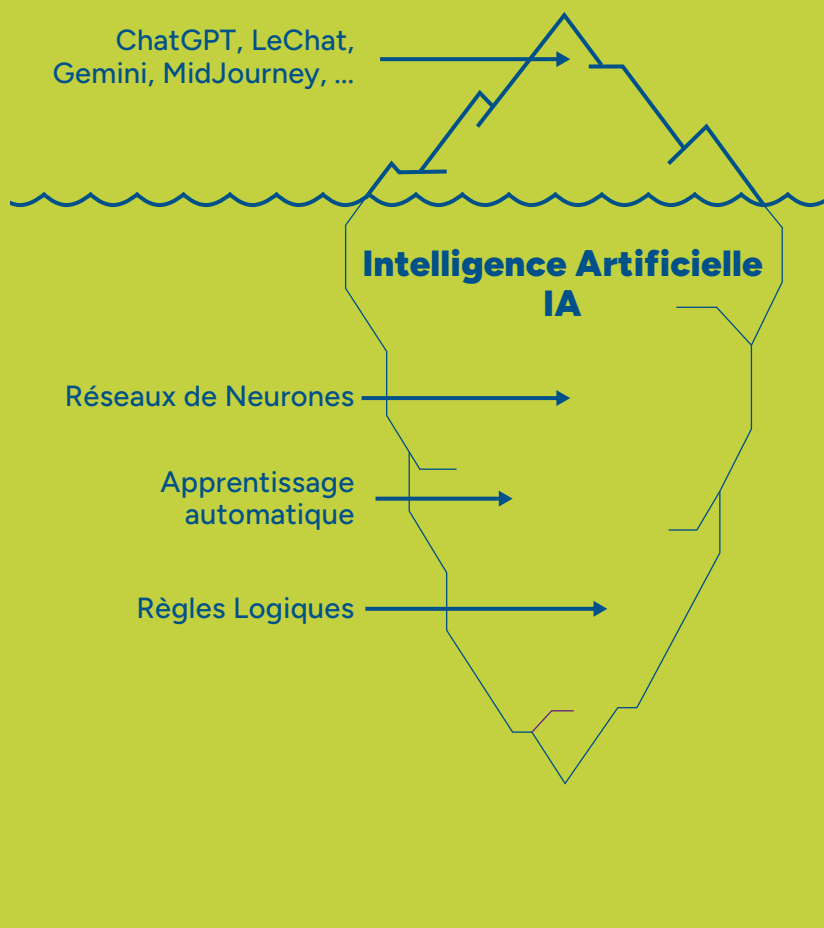 ChatGPT, LeChat,
Gemini, MidJourney, ...
Intelligence Artificielle
IA
Réseaux de Neurones
Apprentissage
automatique
Règles Logiques